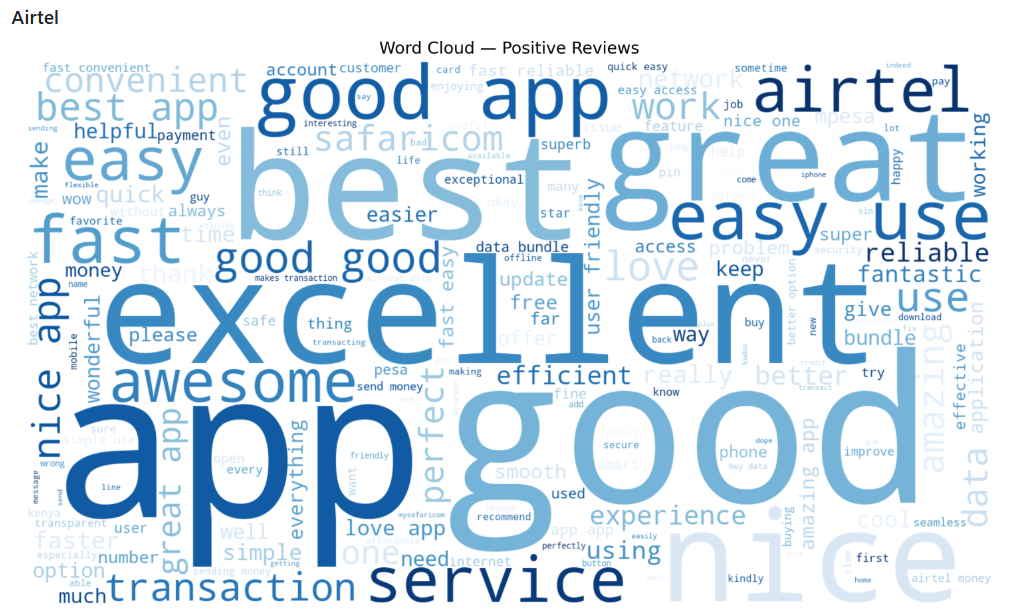 Airtel
Word Cloud — Positive Reviews
fast convenient
account
customer
card
fast reliable
quick easy
sometime
indeed
convenient
good app
say
enjoying
easy access
network
airtel
pay
best app
interesting
work
job
mpesa
nice one
lot
sending
helpful
payment
even
safaricom
bad
useful
issue
feature
great
working
make
easy
still
life
available
superb
long
help
happy
flexible
wow
quick
guy
best
think
exceptional
many
pin
come
iphone
without
always
easier
okay
star
balance
easy use
favorite
fast
time
minute
user friendly
super
sim
security
good good
data bundle
offline
access
problem
never
reliable
money
name
thank
makes transaction
fast easy
update
love
keep
fantastic
best network
nice app
mobile
wonderful
excellent
free
far
better option
give
use
please
safe
thing
transacting
offer
back
way
buy
new
download
bundle
kudos
awesome
pesa
send money
making
efficient
really
better
credit
transact
try
amazing
effective
data application
app
good
perfect
fine
add
know
sure
simple use
great app
everything
friendly
secure
dope
phone
buy data
amazing app
improve
wrong
open
every
want
smooth
smart
message
send
line
used
kenya
transparent
user
mysafaricom
recommend
experience
buying
cool
seamless
faster
well
love app
app app
nice
especially
number
simple
one
affordable
need
internet
perfectly
easily
using
slow
first
option
able
sending money
getting
button
kindly
home
airtel money
much
transaction
service